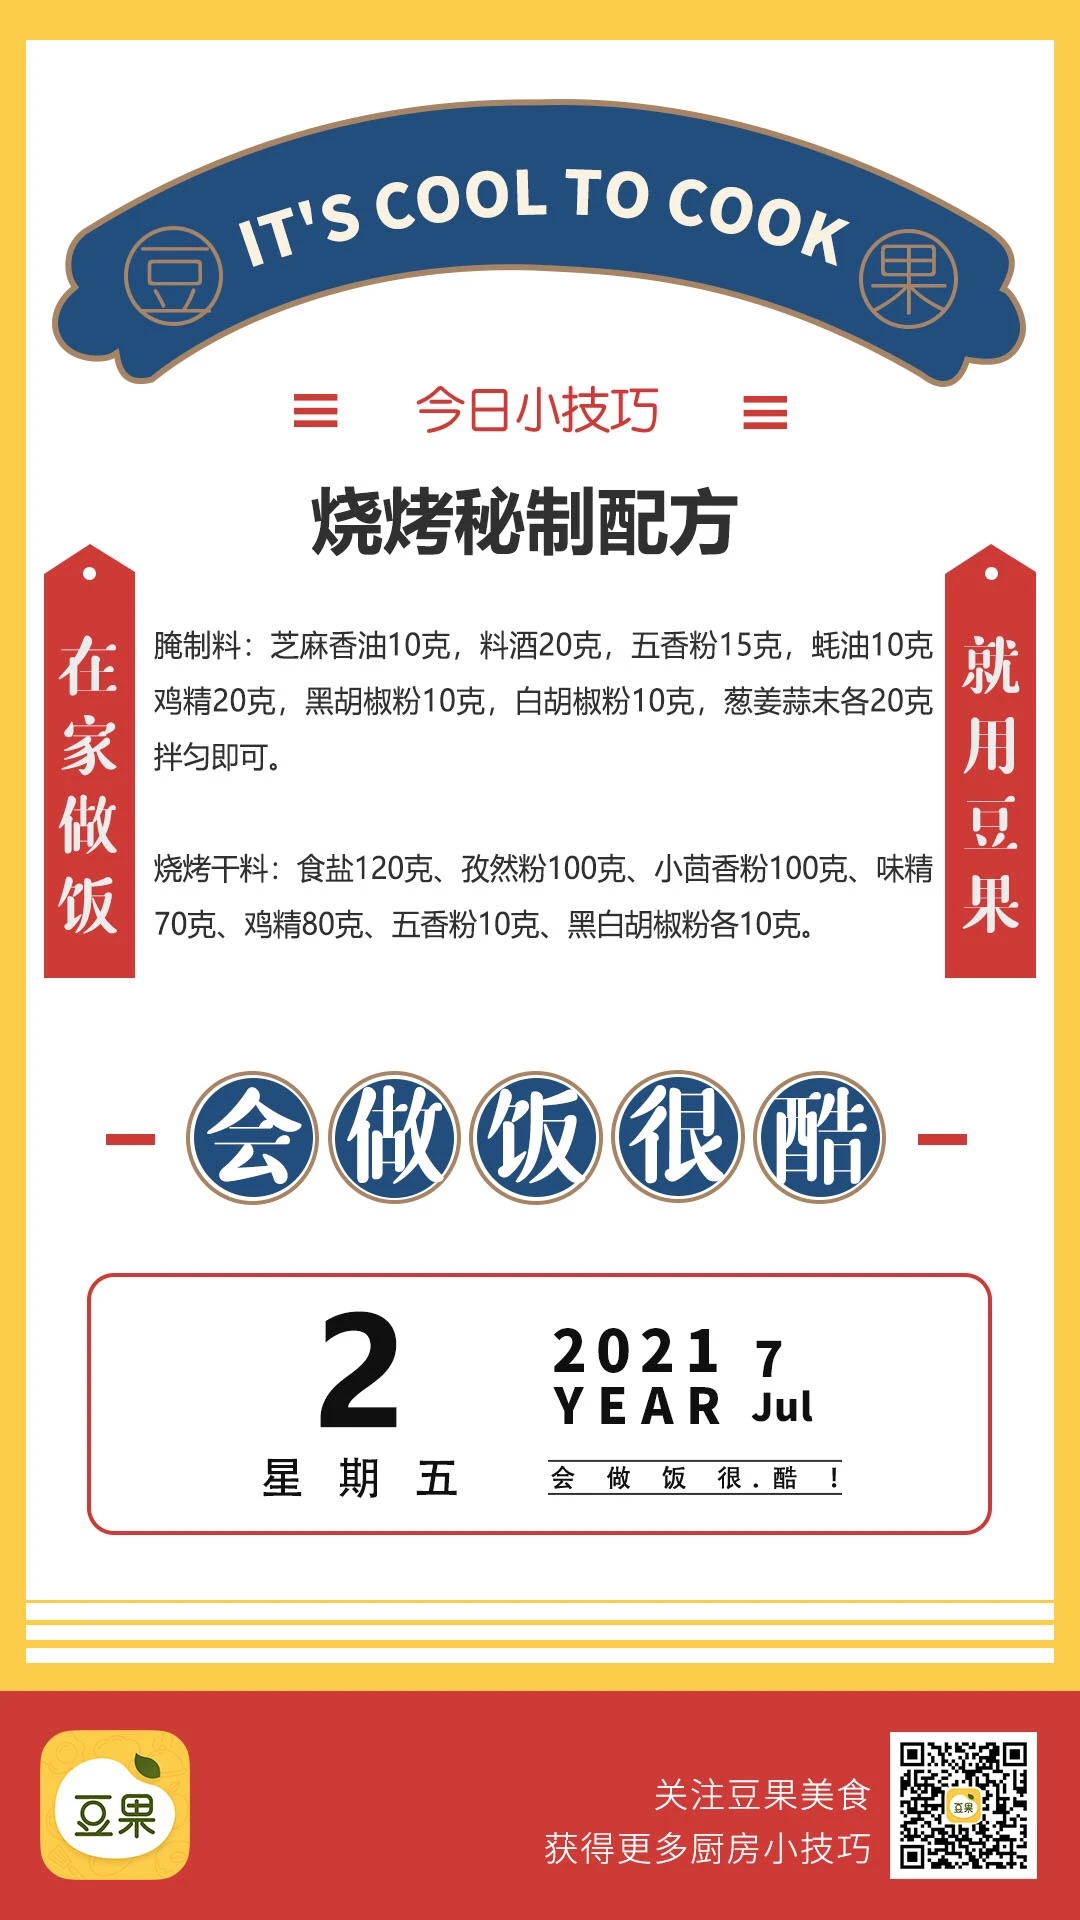 IT'S COOL TO COOK
豆
果
今日小技巧
烧烤秘制配方
在家做饭
就用豆果
腌制料：芝麻香油10克，料酒20克，五香粉15克，蚝油10克
鸡精20克，黑胡椒粉10克，白胡椒粉10克，葱姜蒜末各20克
拌匀即可。
烧烤干料：食盐120克、孜然粉100克、小茴香粉100克、味精
70克、鸡精80克、五香粉10克、黑白胡椒粉各10克。
会做饭很酷
2
星期五
2021 7
YEAR Jul
会做饭很.酷!
豆果
关注豆果美食
获得更多厨房小技巧
豆果